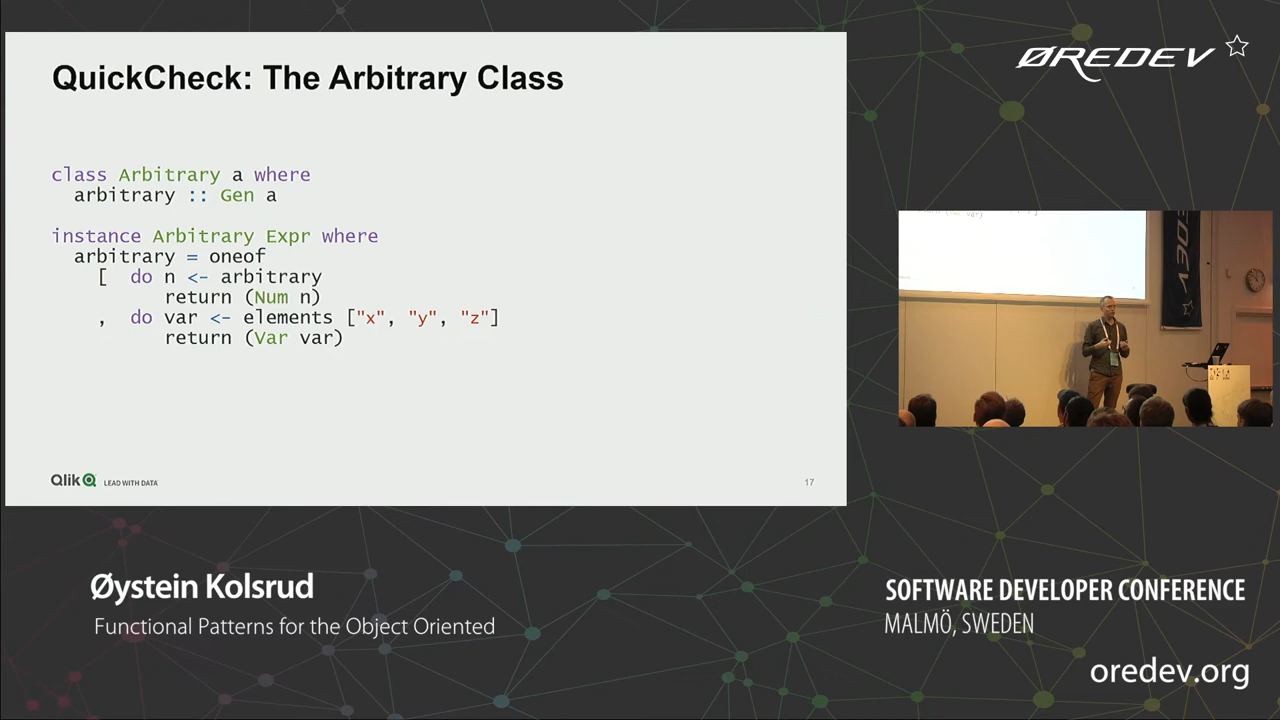 QuickCheck: The Arbitrary Class
class Arbitrary a where
  arbitrary :: Gen a
instance Arbitrary Expr where
  arbitrary = oneof
    [  do n <- arbitrary
          return (Num n)
    ,  do var <- elements ["x", "y", "z"]
          return (Var var)
Qlik LEAD WITH DATA
17
ØREDEV
Øystein Kolsrud
Functional Patterns for the Object Oriented
SOFTWARE DEVELOPER CONFERENCE
MALMÖ, SWEDEN
oredev.org